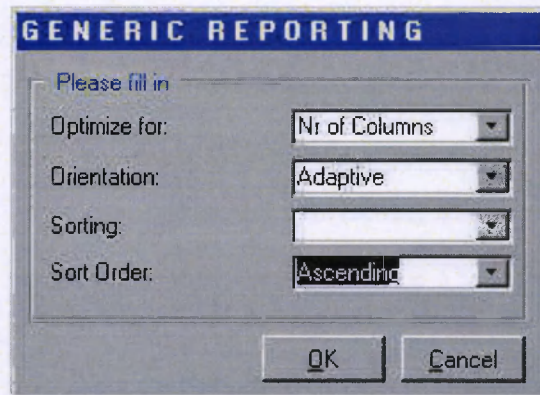 GENERIC REPORTING
Please fill in
Optimize for: Nr of Columns
Orientation: Adaptive
Sorting:
Sort Order: Ascending
OK Cancel